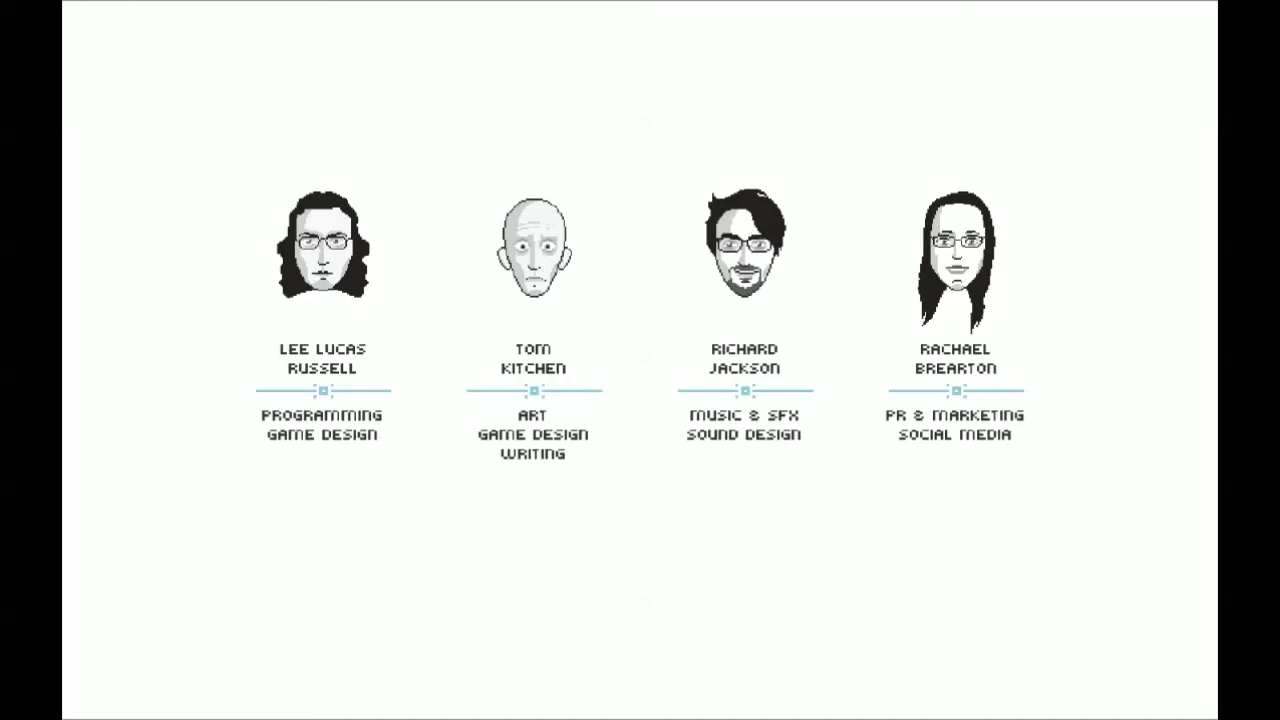 LEE LUCAS
RUSSELL
PROGRAMMING
GAME DESIGN
TOM
KITCHEN
ART
GAME DESIGN
WRITING
RICHARD
JACKSON
MUSIC & SFX
SOUND DESIGN
RACHAEL
BREARTON
PR & MARKETING
SOCIAL MEDIA